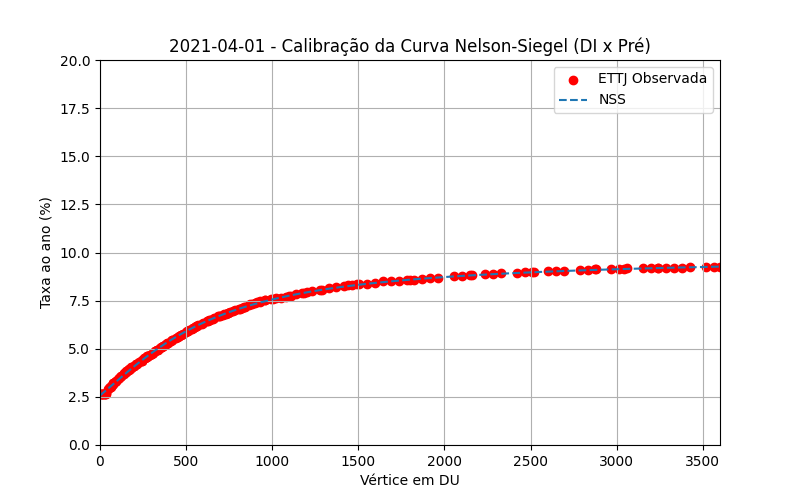 2021-04-01 - Calibração da Curva Nelson-Siegel (DI x Pré)
ETTJ Observada
NSS
Taxa ao ano (%)
20.0
17.5
15.0
12.5
10.0
7.5
5.0
2.5
0.0
0 500 1000 1500 2000 2500 3000 3500
Vértice em DU